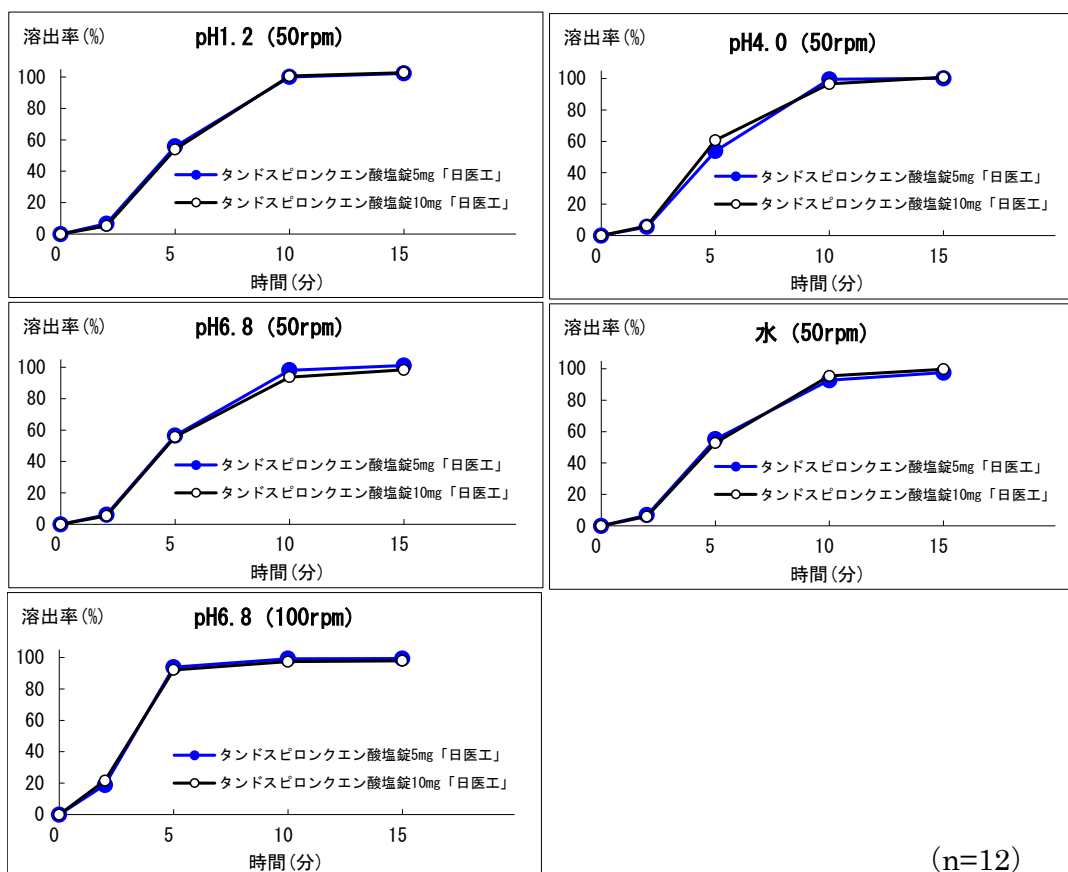 溶出率(%)
pH1.2 (50rpm)
100
80
60
40
20
0
タンドスピロンクエン酸塩錠5mg「日医工」
タンドスピロンクエン酸塩錠10mg「日医工」
0 5 10 15
時間(分)
溶出率(%)
pH4.0 (50rpm)
100
80
60
40
20
0
タンドスピロンクエン酸塩錠5mg「日医工」
タンドスピロンクエン酸塩錠10mg「日医工」
0 5 10 15
時間(分)
溶出率(%)
pH6.8 (50rpm)
100
80
60
40
20
0
タンドスピロンクエン酸塩錠5mg「日医工」
タンドスピロンクエン酸塩錠10mg「日医工」
0 5 10 15
時間(分)
溶出率(%)
水 (50rpm)
100
80
60
40
20
0
タンドスピロンクエン酸塩錠5mg「日医工」
タンドスピロンクエン酸塩錠10mg「日医工」
0 5 10 15
時間(分)
溶出率(%)
pH6.8 (100rpm)
100
80
60
40
20
0
タンドスピロンクエン酸塩錠5mg「日医工」
タンドスピロンクエン酸塩錠10mg「日医工」
0 5 10 15
時間(分)
(n=12)